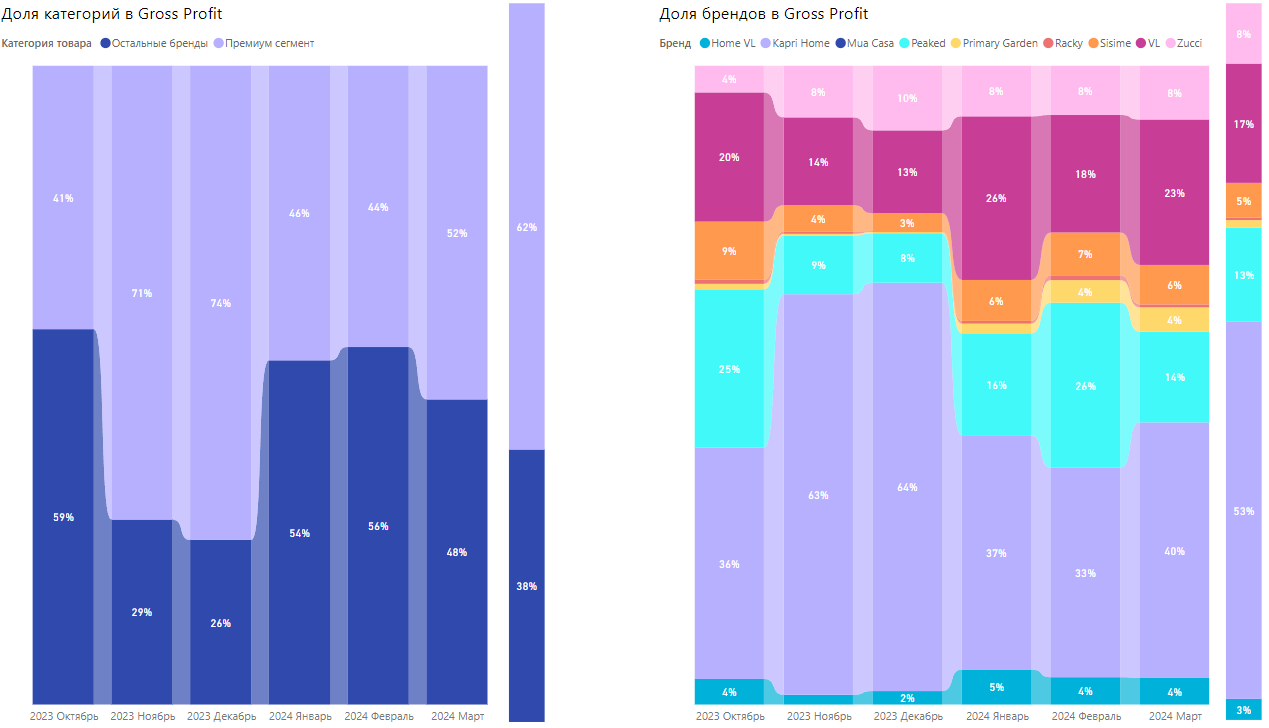 Доля категорий в Gross Profit
Категория товара Остальные бренды Премиум сегмент
41% 71% 74% 46% 44% 52% 62%
59% 29% 26% 54% 56% 48% 38%
2023 Октябрь 2023 Ноябрь 2023 Декабрь 2024 Январь 2024 Февраль 2024 Март
Доля брендов в Gross Profit
Бренд Home VL Kapri Home Mua Casa Peaked Primary Garden Racky Sisime VL Zucci
4% 8% 10% 8% 8% 8% 8%
20% 14% 13% 26% 18% 23% 17%
9% 4% 3% 6% 7% 6% 5%
4% 4%
25% 9% 8% 16% 26% 14% 13%
36% 63% 64% 37% 33% 40% 53%
4% 2% 5% 4% 4% 3%
2023 Октябрь 2023 Ноябрь 2023 Декабрь 2024 Январь 2024 Февраль 2024 Март